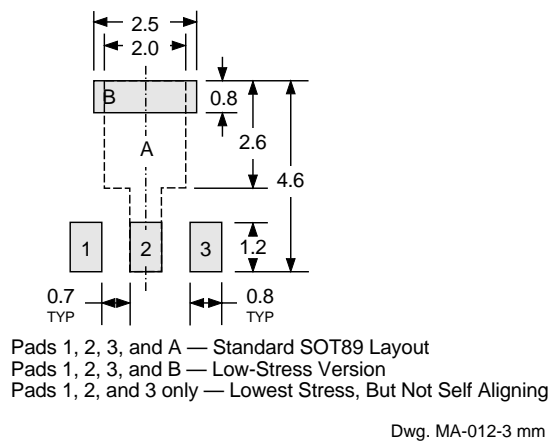 2.5
2.0
B
0.8
A
2.6
4.6
1 2 3 1.2
0.7 0.8
TYP TYP
Pads 1, 2, 3, and A — Standard SOT89 Layout
Pads 1, 2, 3, and B — Low-Stress Version
Pads 1, 2, and 3 only — Lowest Stress, But Not Self Aligning
Dwg. MA-012-3 mm